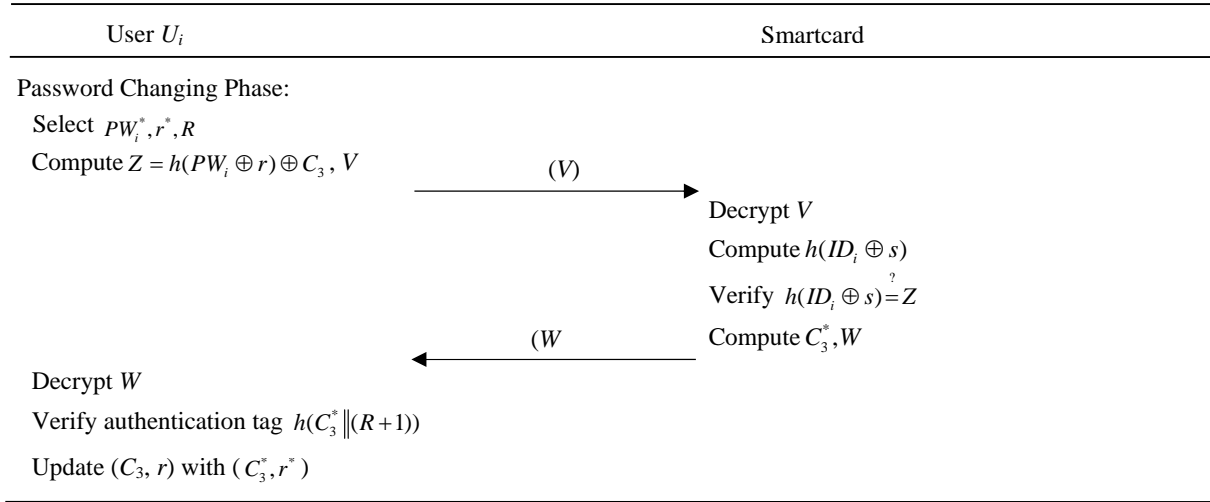 User U_i Smartcard
Password Changing Phase:
Select PW_i^*, r^*, R
Compute Z = h(PW_i ⊕ r) ⊕ C_3 , V
(V)
Decrypt V
Compute h(ID_i ⊕ s)
Verify h(ID_i ⊕ s) =^? Z
(W
Compute C_3^*, W
Decrypt W
Verify authentication tag h(C_3^* ‖ (R + 1))
Update (C_3, r) with ( C_3^*, r^* )